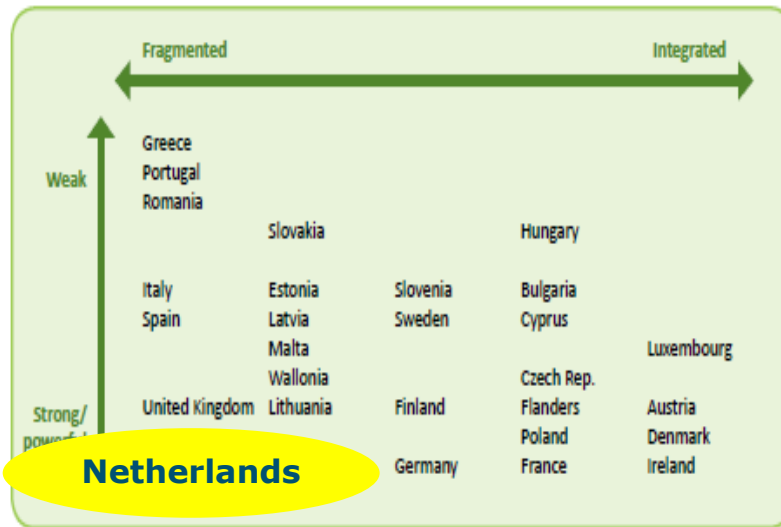 Fragmented Integrated
Weak
Greece
Portugal
Romania
Slovakia Hungary
Italy Estonia Slovenia Bulgaria
Spain Latvia Sweden Cyprus
Malta Luxembourg
Wallonia Czech Rep.
Strong/
United Kingdom Lithuania Finland Flanders Austria
powerful
Poland Denmark
Netherlands
Germany France Ireland